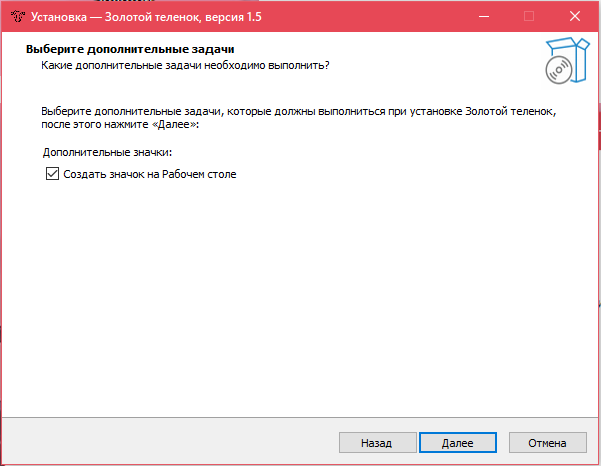 Установка — Золотой теленок, версия 1.5
Выберите дополнительные задачи
Какие дополнительные задачи необходимо выполнить?
Выберите дополнительные задачи, которые должны выполниться при установке Золотой теленок,
после этого нажмите «Далее»:
Дополнительные значки:
Создать значок на Рабочем столе
Назад
Далее
Отмена